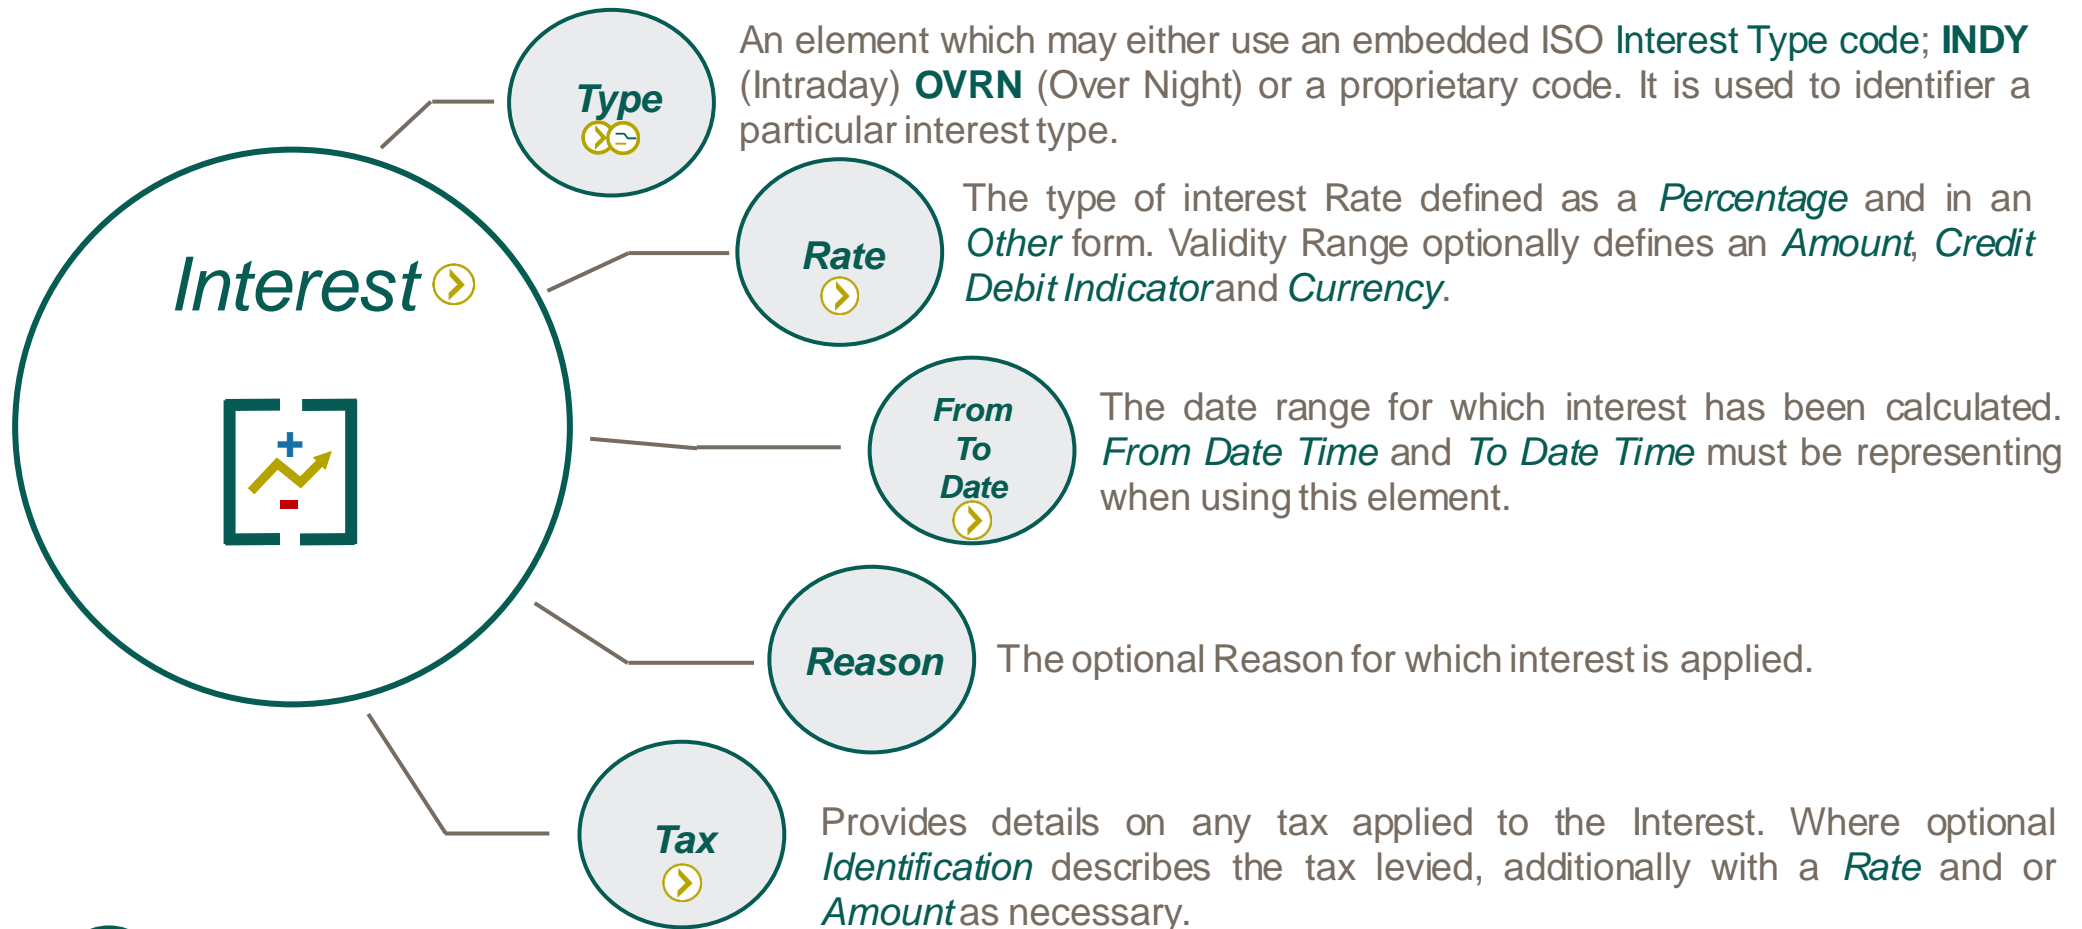 An element which may either use an embedded ISO Interest Type code; INDY
(Intraday) OVRN (Over Night) or a proprietary code. It is used to identifier a
particular interest type.
Type
The type of interest Rate defined as a Percentage and in an
Other form. Validity Range optionally defines an Amount, Credit
Debit Indicator and Currency.
Rate
Interest
From
To
Date
The date range for which interest has been calculated.
From Date Time and To Date Time must be representing
when using this element.
Reason
The optional Reason for which interest is applied.
Tax
Provides details on any tax applied to the Interest. Where optional
Identification describes the tax levied, additionally with a Rate and or
Amount as necessary.